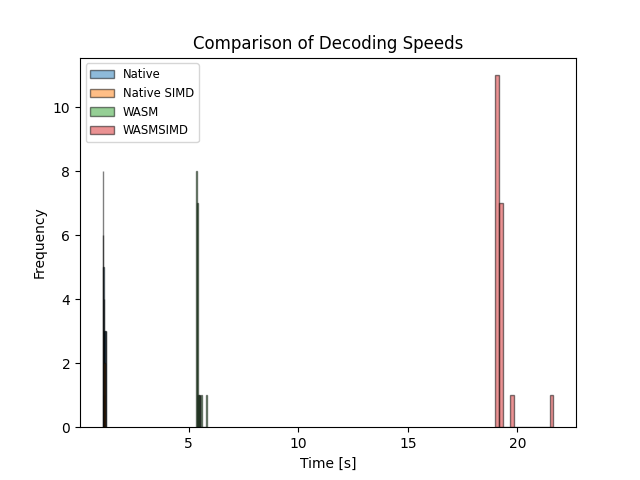 Comparison of Decoding Speeds
Native
Native SIMD
WASM
WASMSIMD
Frequency
10
8
6
4
2
0
5
10
15
20
Time [s]